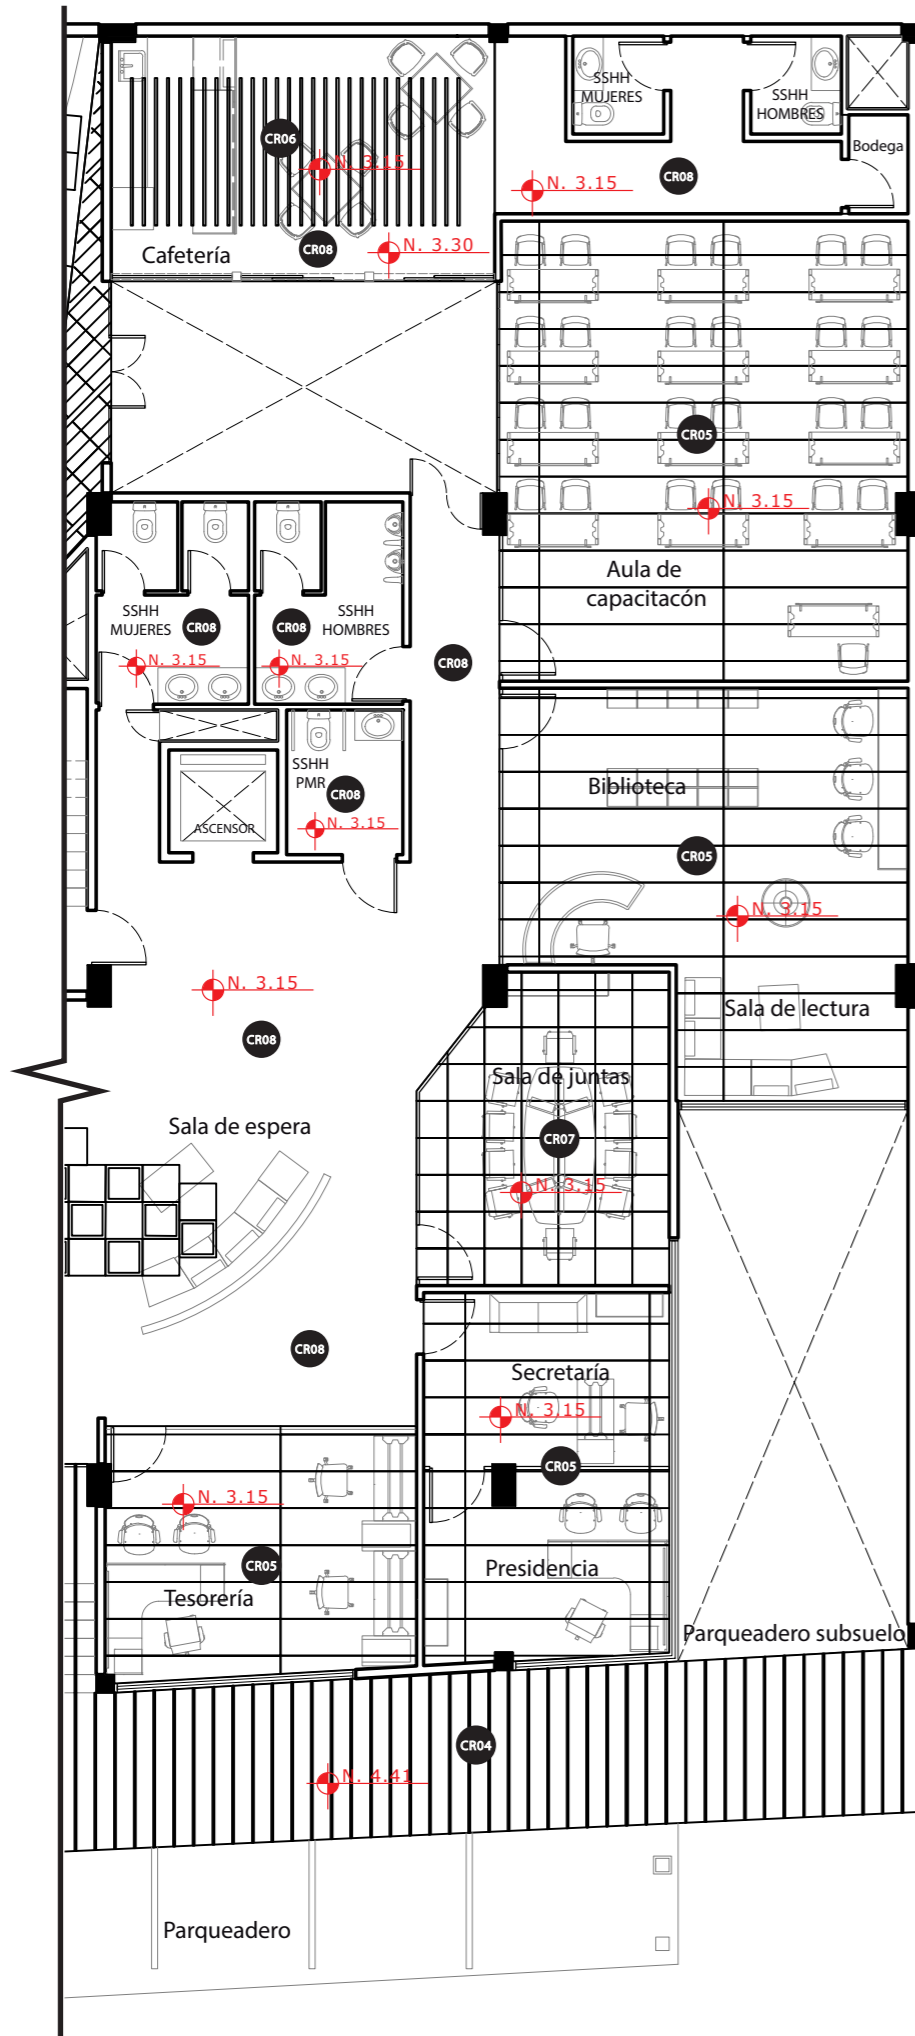 SSHH
MUJERES
SSHH
HOMBRES
CR06
Bodega
N. 3.15
CR08
N. 3.15
Cafetería
CR08
N. 3.30
CR05
N. 3.15
Aula de
capacitacón
SSHH
MUJERES
CR08
CR08
SSHH
HOMBRES
N. 3.15
N. 3.15
CR08
SSHH
PMR
CR08
ASCENSOR
N. 3.15
Biblioteca
CR05
N. 3.15
N. 3.15
Sala de lectura
CR08
Sala de juntas
Sala de espera
CR07
N. 3.15
CR08
Secretaría
N. 3.15
CR05
N. 3.15
CR05
Presidencia
Tesorería
Parqueadero subsuelo
CR04
N. 4.41
Parqueadero